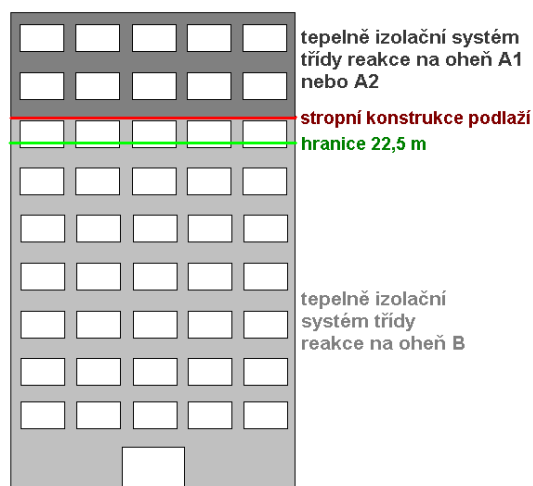 tepelně izolační systém
třídy reakce na oheň A1
nebo A2
stropní konstrukce podlaží
hranice 22,5 m
tepelně izolační
systém třídy
reakce na oheň B